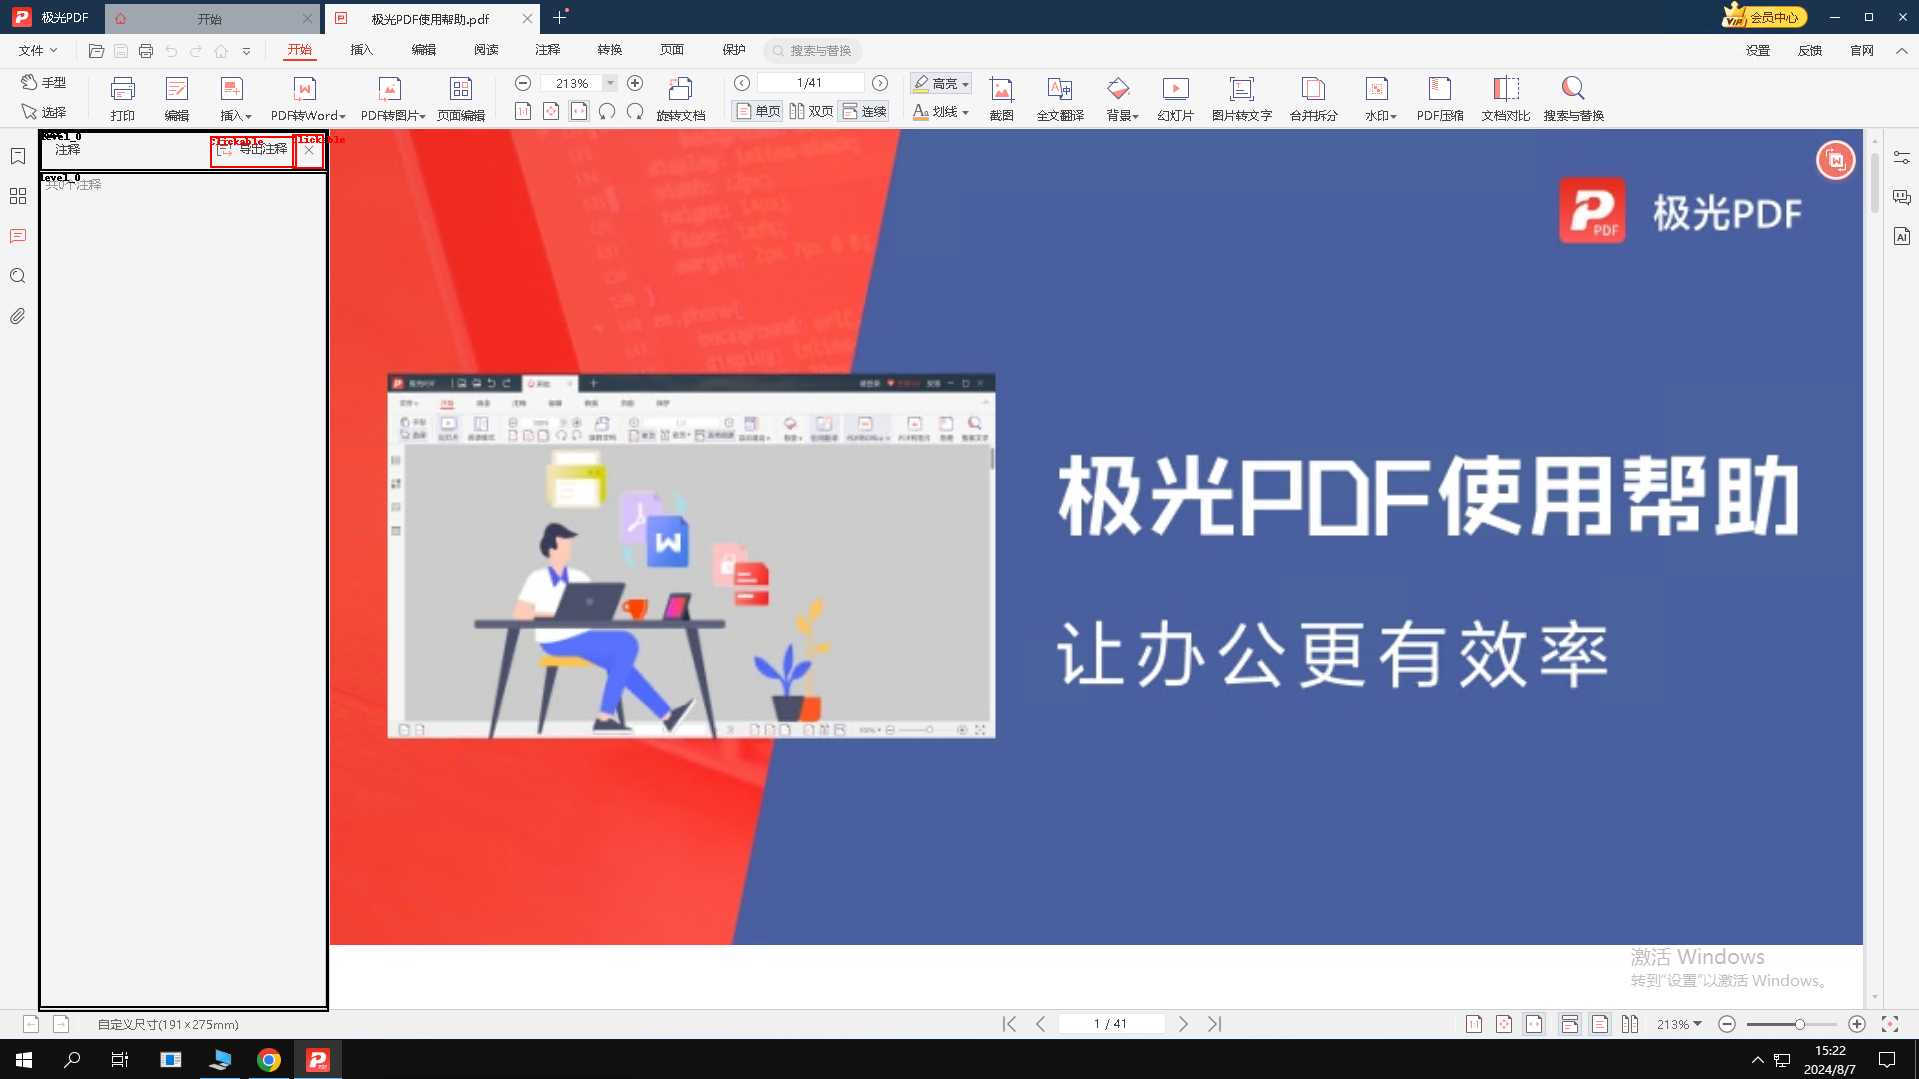 极光PDF
开始
极光PDF使用帮助.pdf
会员中心
文件
开始
插入
编辑
阅读
注释
转换
页面
保护
搜索与替换
设置
反馈
官网
手型
选择
打印
编辑
插入
PDF转Word
PDF转图片
页面编辑
213%
旋转文档
1/41
单页
双页
连续
高亮
划线
截图
全文翻译
背景
幻灯片
图片转文字
合并拆分
水印
PDF压缩
文档对比
搜索与替换
level_0
注释
Clickable
导出注释
Clickable
level_0
共0个注释
极光PDF
极光PDF使用帮助
让办公更有效率
激活 Windows
转到“设置”以激活 Windows。
自定义尺寸(191×275mm)
1 / 41
213%
15:22
2024/8/7